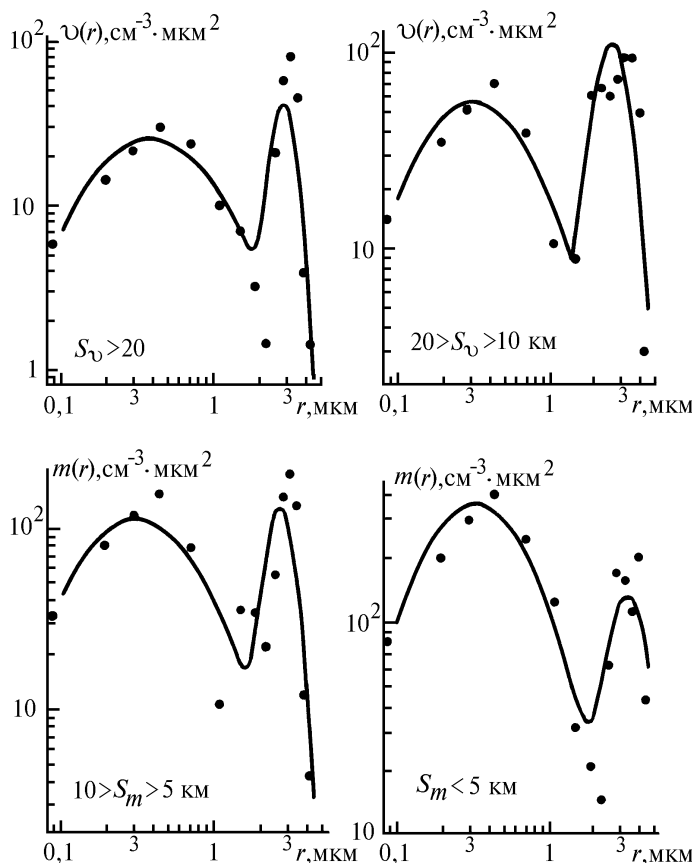 10² υ(r),см⁻³·мкм²
10
1
Sᵥ>20
0,1 3 1 3 r,мкм
υ(r),см⁻³·мкм²
10²
10
20>Sᵥ>10 км
0,1 3 1 3 r,мкм
m(r),см⁻³·мкм²
10²
10
10>Sₘ>5 км
0,1 3 1 3 r,мкм
m(r),см⁻³·мкм²
10²
Sₘ<5 км
10
0,1 3 1 3 r,мкм